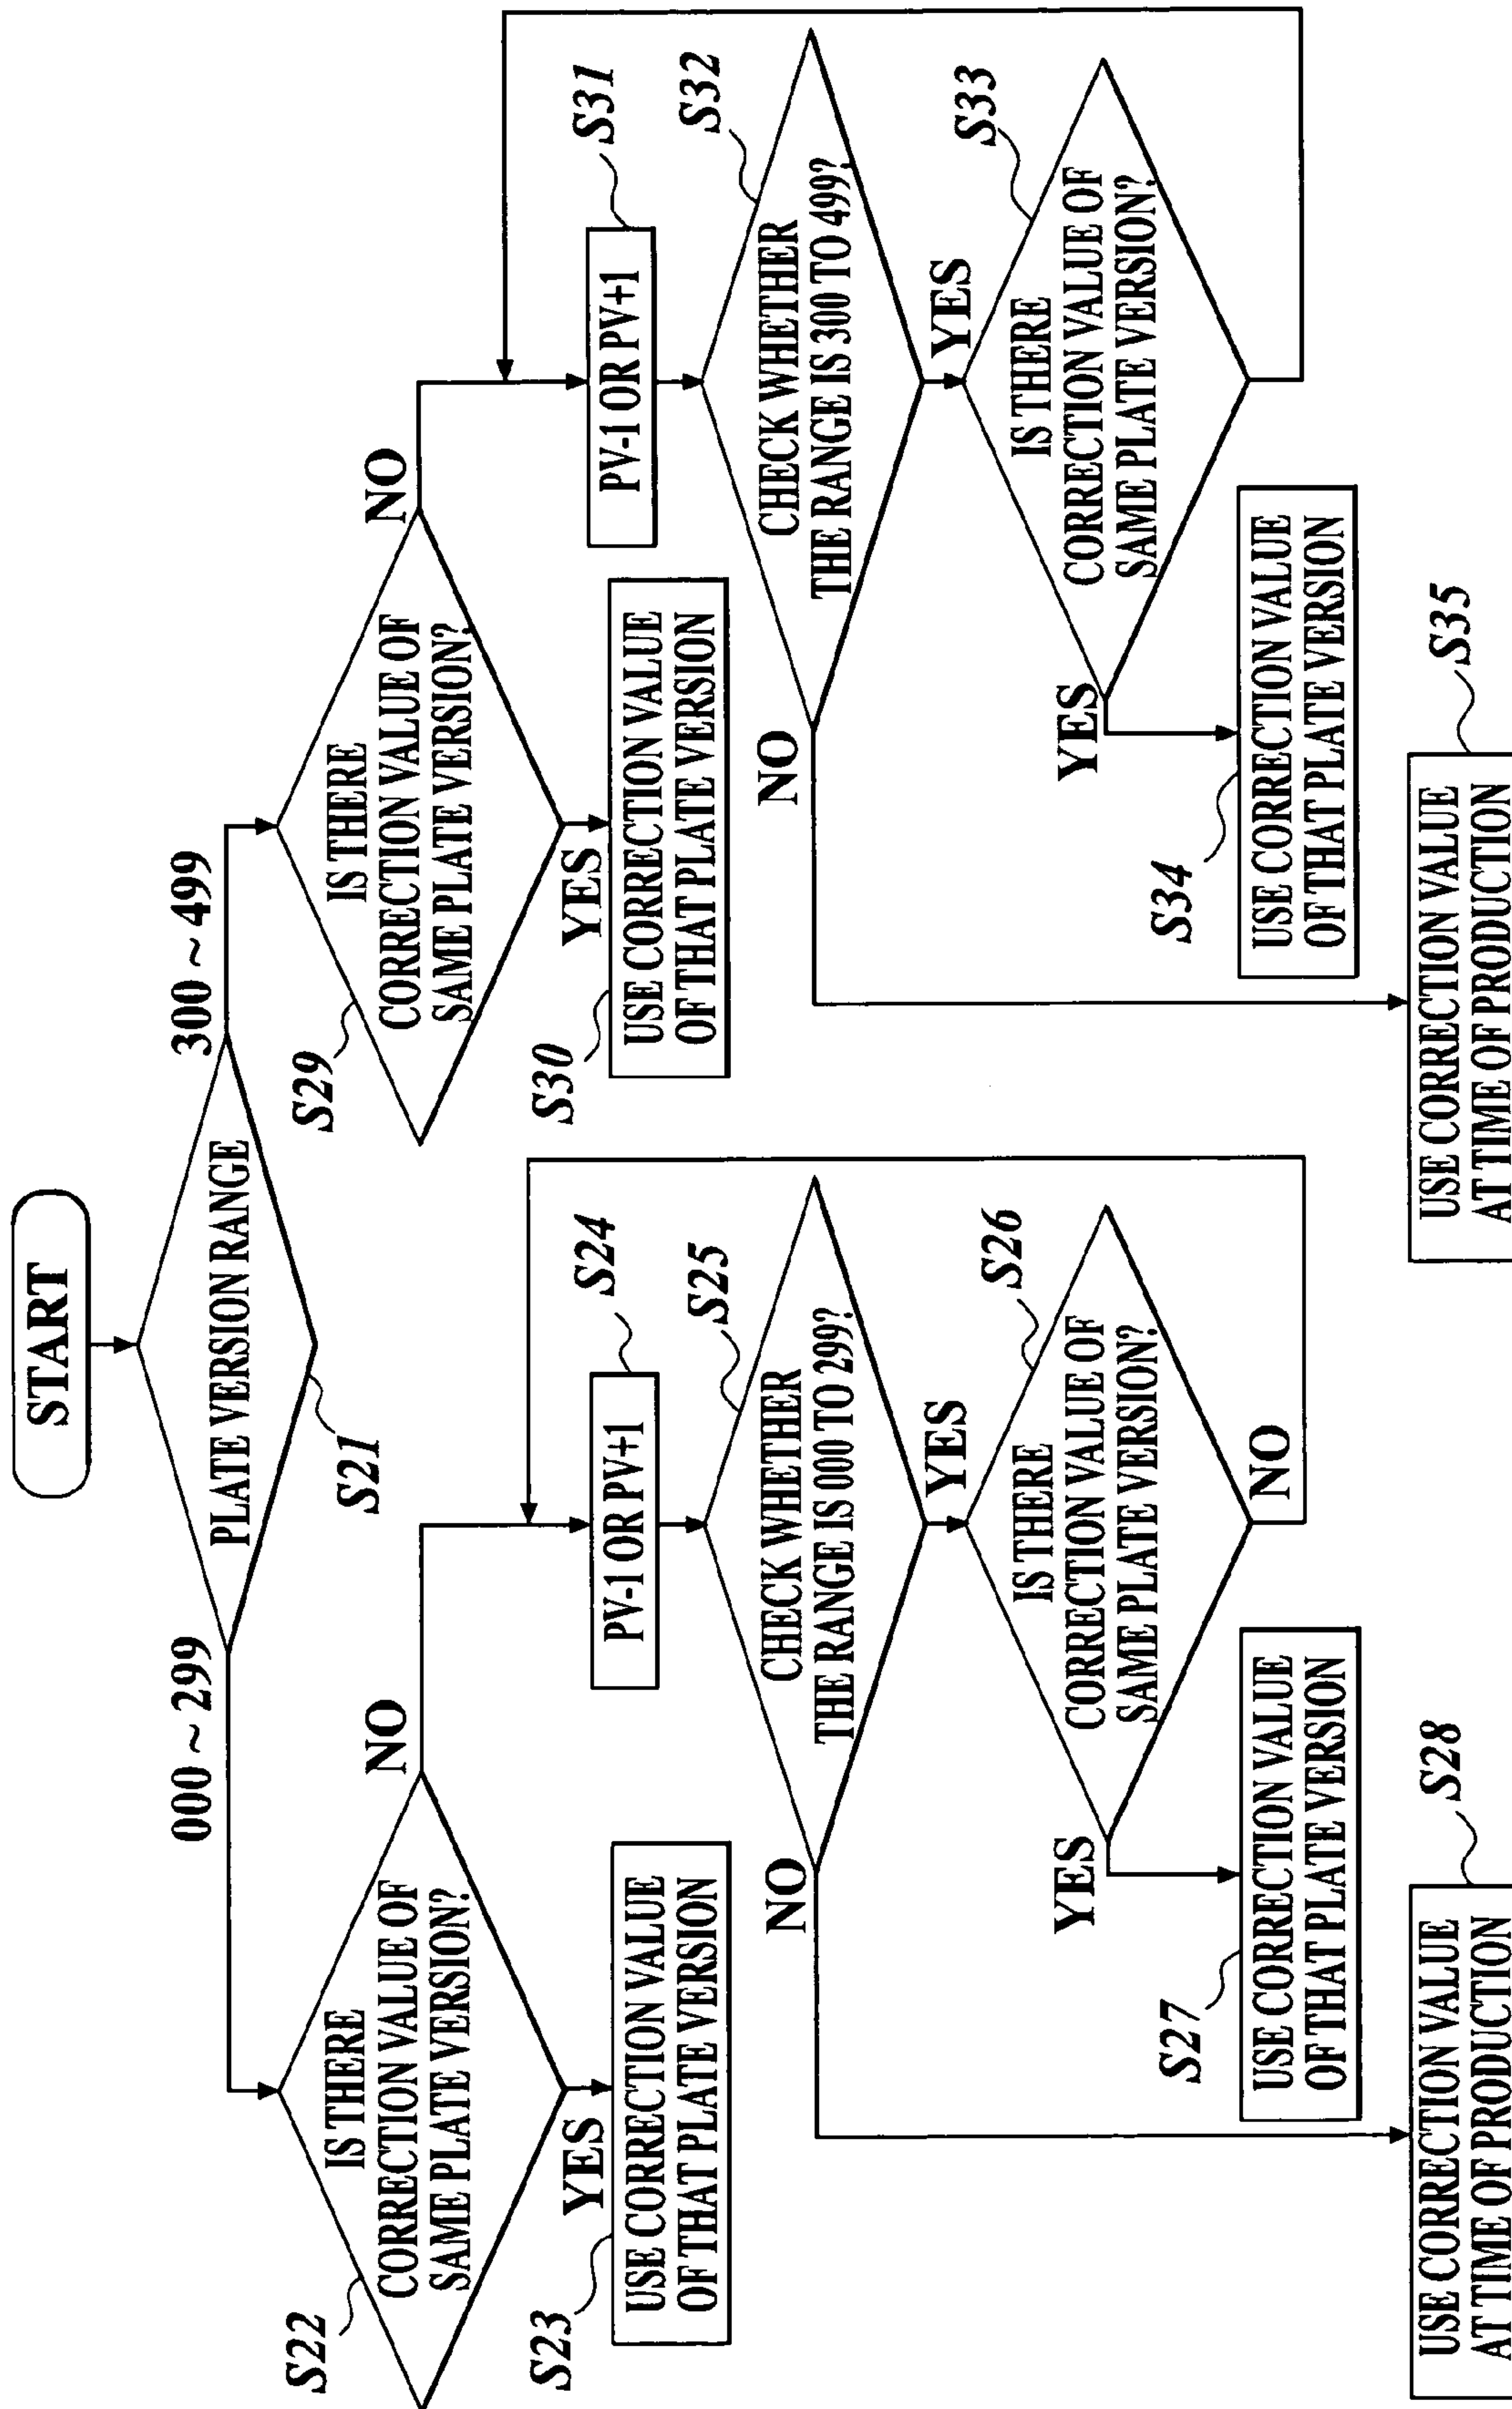 START
PLATE VERSION RANGE
S21
000 ~ 299
300 ~ 499
S22
IS THERE
CORRECTION VALUE OF
SAME PLATE VERSION?
NO
YES
S23
USE CORRECTION VALUE
OF THAT PLATE VERSION
S24
PV-1 OR PV+1
S25
CHECK WHETHER
THE RANGE IS 000 TO 299?
NO
YES
S26
IS THERE
CORRECTION VALUE OF
SAME PLATE VERSION?
YES
NO
S27
USE CORRECTION VALUE
OF THAT PLATE VERSION
S28
USE CORRECTION VALUE
AT TIME OF PRODUCTION
S29
IS THERE
CORRECTION VALUE OF
SAME PLATE VERSION?
NO
YES
S30
USE CORRECTION VALUE
OF THAT PLATE VERSION
S31
PV-1 OR PV+1
S32
CHECK WHETHER
THE RANGE IS 300 TO 499?
NO
YES
S33
IS THERE
CORRECTION VALUE OF
SAME PLATE VERSION?
YES
S34
USE CORRECTION VALUE
OF THAT PLATE VERSION
S35
USE CORRECTION VALUE
AT TIME OF PRODUCTION